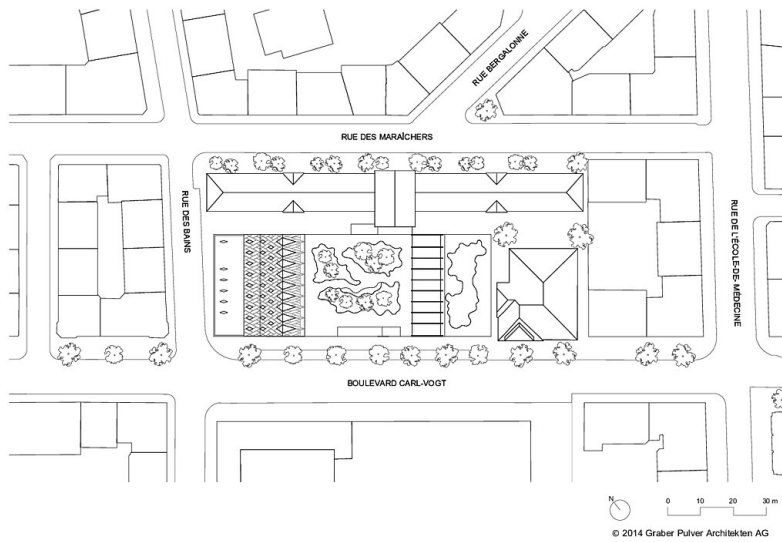 RUE BERGALONNE
RUE DES MARAÎCHERS
RUE DES BAINS
RUE DE L'ÉCOLE-DE-MÉDECINE
BOULEVARD CARL-VOGT
N
0 10 20 30 m
© 2014 Graber Pulver Architekten AG